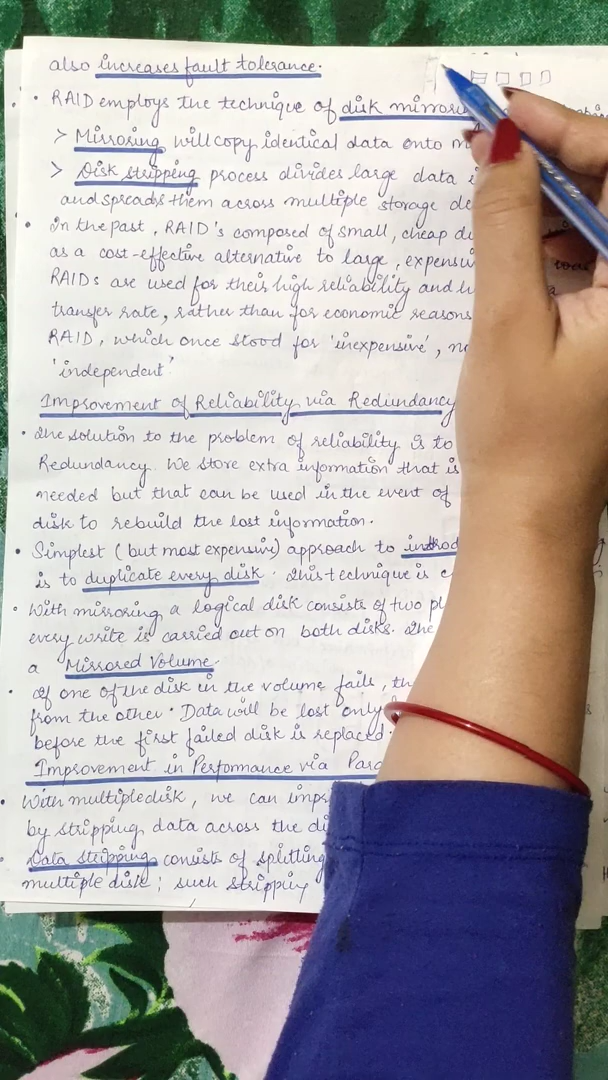 also increases fault tolerance.
• RAID employs the technique of disk mirroring
> Mirroring will copy identical data onto m
> Disk stripping process divides large data i
and spreads them across multiple storage de
• In the past, RAID's composed of small, cheap di
as a cost-effective alternative to large, expensiv
RAIDs are used for their high reliability and h
transfer rate, rather than for economic reasons
RAID, which once stood for 'inexpensive', no
'independent'
Improvement of Reliability via Redundancy
• The solution to the problem of reliability is to
Redundancy. We store extra information that is
needed but that can be used in the event of
disk to rebuild the lost information.
• Simplest (but most expensive) approach to introd
is to duplicate every disk. This technique is c
• With mirroring a logical disk consists of two p
every write is carried out on both disks. The
a Mirrored Volume.
• If one of the disk in the volume fails, th
from the other. Data will be lost only
before the first failed disk is replaced.
Improvement in Performance via Para
• With multiple disk, we can imp
by stripping data across the di
• Data stripping consists of splitting
multiple disk; such stripping